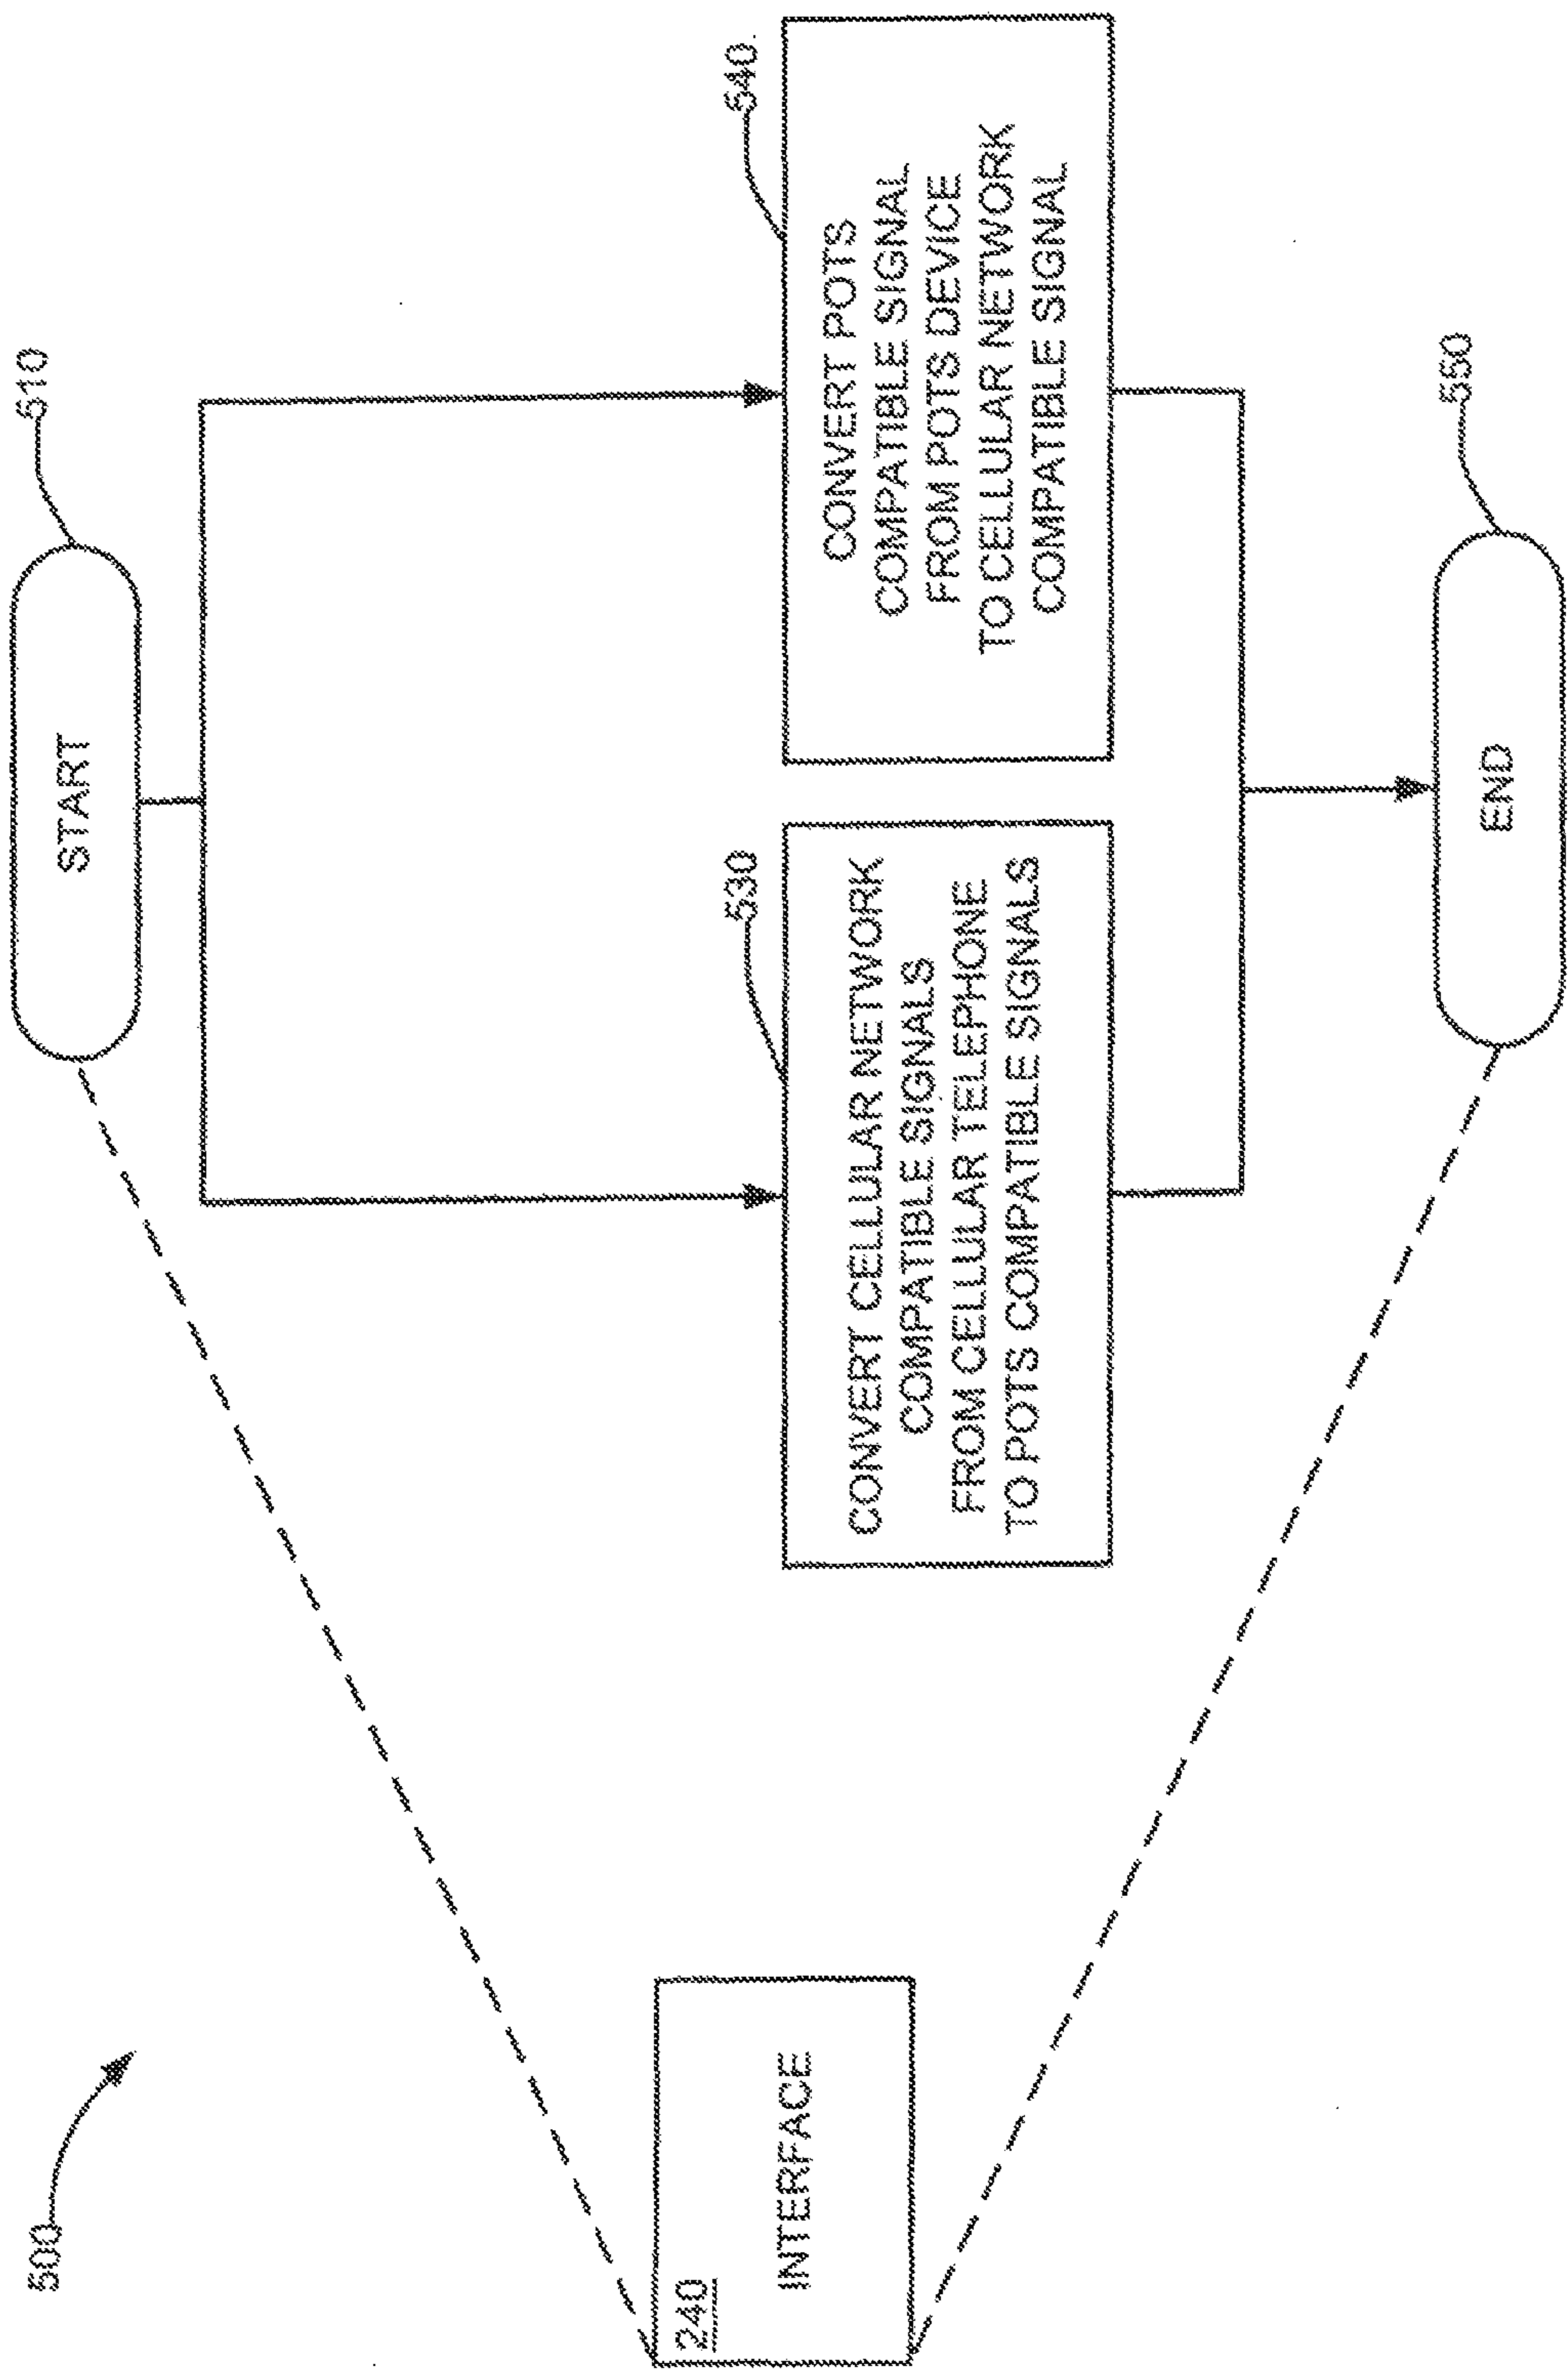 500
240
INTERFACE
START
510
530
CONVERT CELLULAR NETWORK
COMPATIBLE SIGNALS
FROM CELLULAR TELEPHONE
TO POTS COMPATIBLE SIGNALS
540
CONVERT POTS
COMPATIBLE SIGNAL
FROM POTS DEVICE
TO CELLULAR NETWORK
COMPATIBLE SIGNAL
END
550